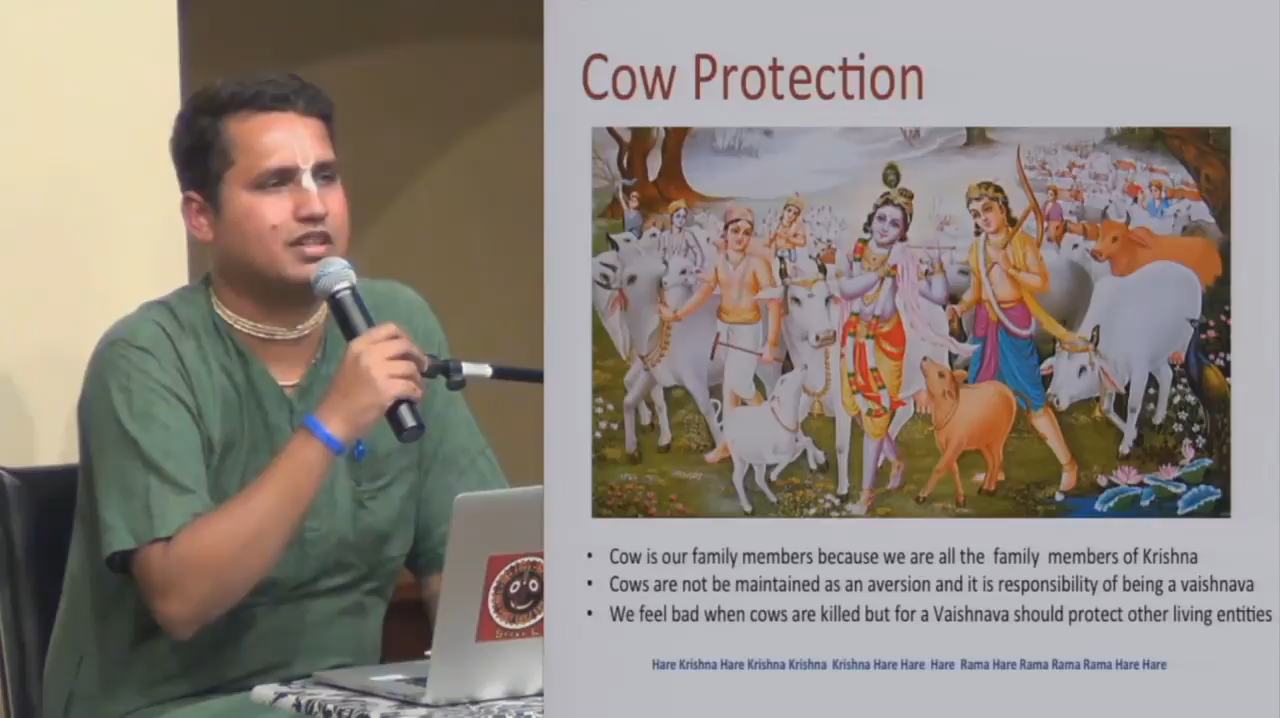 Cow Protection
• Cow is our family members because we are all the family members of Krishna
• Cows are not be maintained as an aversion and it is responsibility of being a vaishnava
• We feel bad when cows are killed but for a Vaishnava should protect other living entities
Hare Krishna Hare Krishna Krishna Krishna Hare Hare Hare Rama Hare Rama Rama Rama Hare Hare